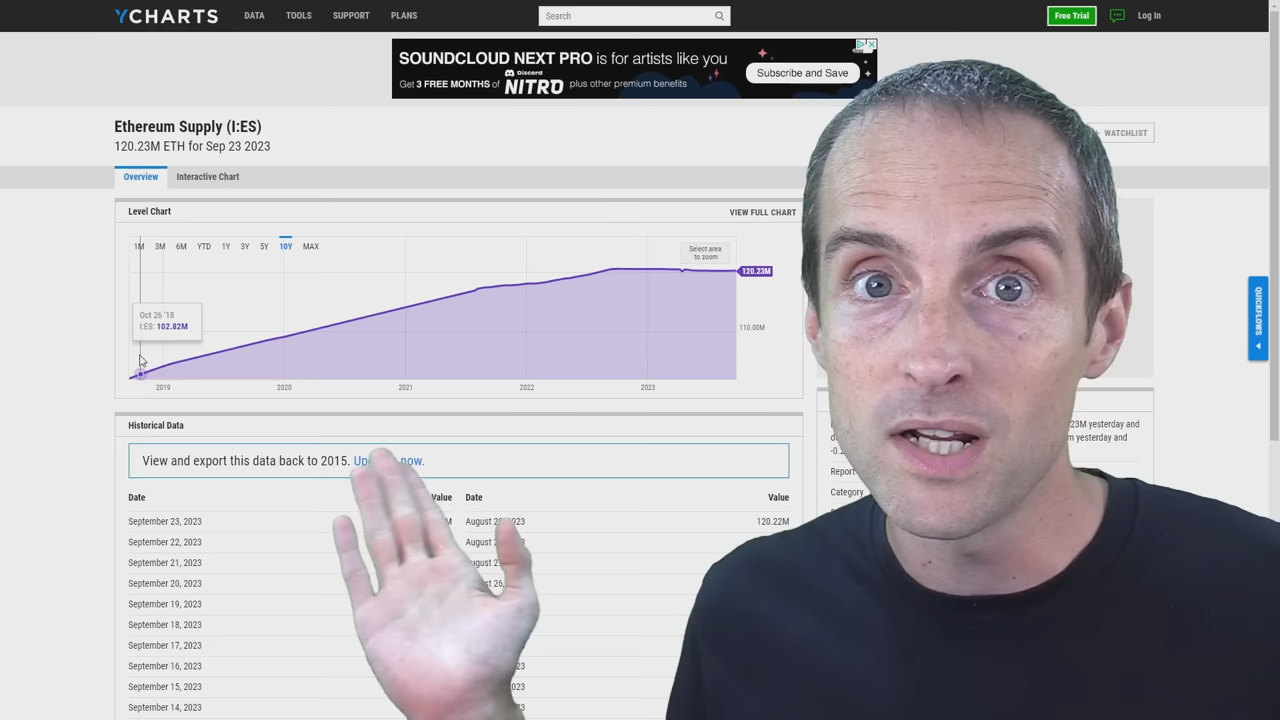 YCHARTS DATA TOOLS SUPPORT PLANS Search Free Trial Log In
SOUNDCLOUD NEXT PRO is for artists like you
Get 3 FREE MONTHS of Discord NITRO plus other premium benefits
Subscribe and Save
Ethereum Supply (I:ES)
120.23M ETH for Sep 23 2023
WATCHLIST
Overview Interactive Chart
Level Chart VIEW FULL CHART
1M 3M 6M YTD 1Y 3Y 5Y 10Y MAX
Select area
to zoom
120.23M
Oct 26 '18
I:ES: 102.82M
110.00M
2019 2020 2021 2022 2023
QUICKFLOWS
Historical Data
View and export this data back to 2015. now.
Date Value Date Value
September 23, 2023 120.22M
September 22, 2023
September 21, 2023
September 20, 2023
September 19, 2023
September 18, 2023
September 17, 2023
September 16, 2023
September 15, 2023
September 14, 2023
23M yesterday and
yesterday and
Report
Category